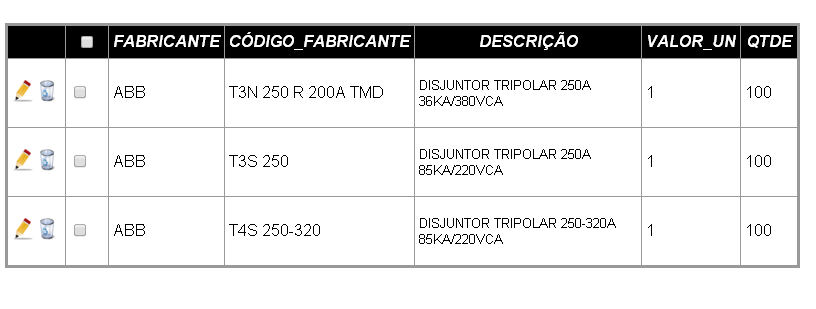 FABRICANTE CÓDIGO_FABRICANTE DESCRIÇÃO VALOR_UN QTDE
ABB T3N 250 R 200A TMD DISJUNTOR TRIPOLAR 250A 1 100
36KA/380VCA
ABB T3S 250 DISJUNTOR TRIPOLAR 250A 1 100
85KA/220VCA
ABB T4S 250-320 DISJUNTOR TRIPOLAR 250-320A 1 100
85KA/220VCA